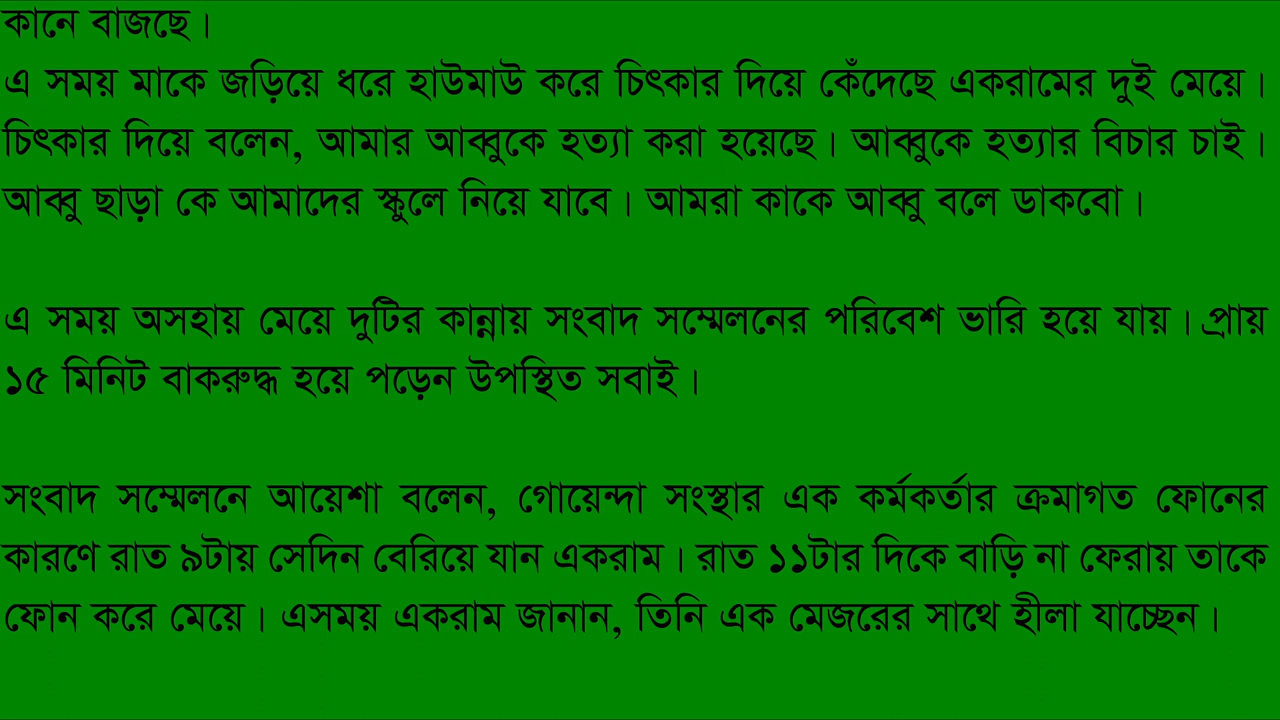 কানে বাজছে।
এ সময় মাকে জড়িয়ে ধরে হাউমাউ করে চিৎকার দিয়ে কেঁদেছে একরামের দুই মেয়ে।
চিৎকার দিয়ে বলেন, আমার আব্বুকে হত্যা করা হয়েছে। আব্বুকে হত্যার বিচার চাই।
আব্বু ছাড়া কে আমাদের স্কুলে নিয়ে যাবে। আমরা কাকে আব্বু বলে ডাকবো।
এ সময় অসহায় মেয়ে দুটির কান্নায় সংবাদ সম্মেলনের পরিবেশ ভারি হয়ে যায়। প্রায়
১৫ মিনিট বাকরুদ্ধ হয়ে পড়েন উপস্থিত সবাই।
সংবাদ সম্মেলনে আয়েশা বলেন, গোয়েন্দা সংস্থার এক কর্মকর্তার ক্রমাগত ফোনের
কারণে রাত ৯টায় সেদিন বেরিয়ে যান একরাম। রাত ১১টার দিকে বাড়ি না ফেরায় তাকে
ফোন করে মেয়ে। এসময় একরাম জানান, তিনি এক মেজরের সাথে হীলা যাচ্ছেন।